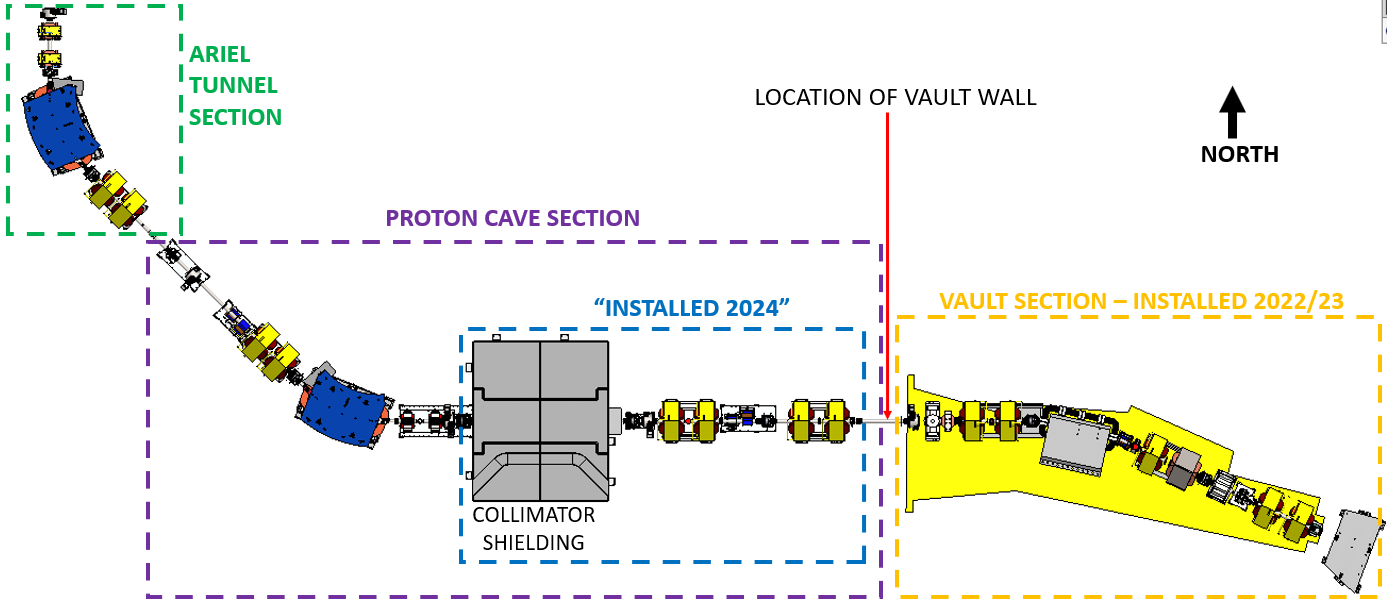 ARIEL
TUNNEL
SECTION
LOCATION OF VAULT WALL
NORTH
PROTON CAVE SECTION
“INSTALLED 2024”
VAULT SECTION – INSTALLED 2022/23
COLLIMATOR
SHIELDING